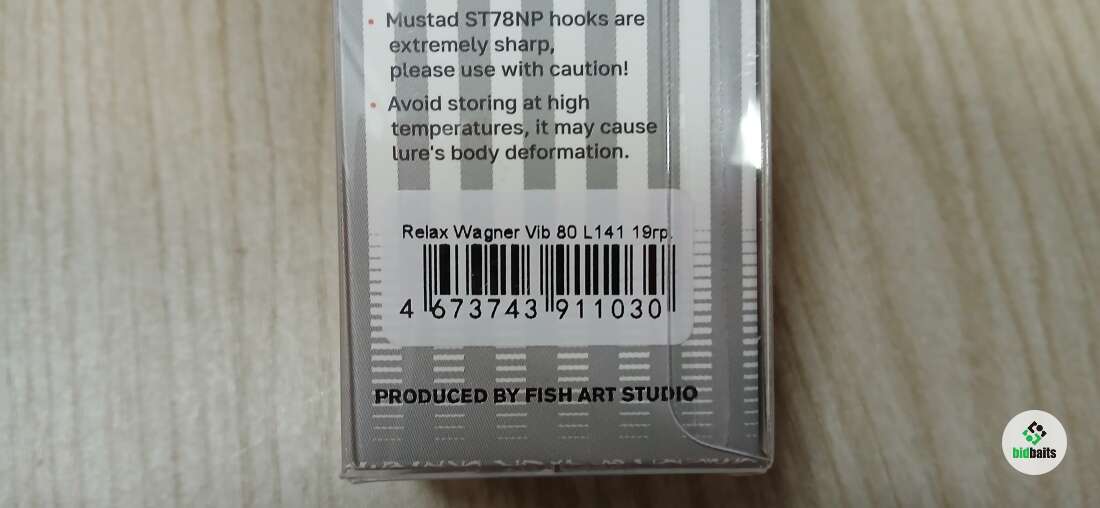 • Mustad ST78NP hooks are
extremely sharp,
please use with caution!
• Avoid storing at high
temperatures, it may cause
lure's body deformation.
Relax Wagner Vib 80 L141 19гр.
4 673743 911030
PRODUCED BY FISH ART STUDIO
bidbaits